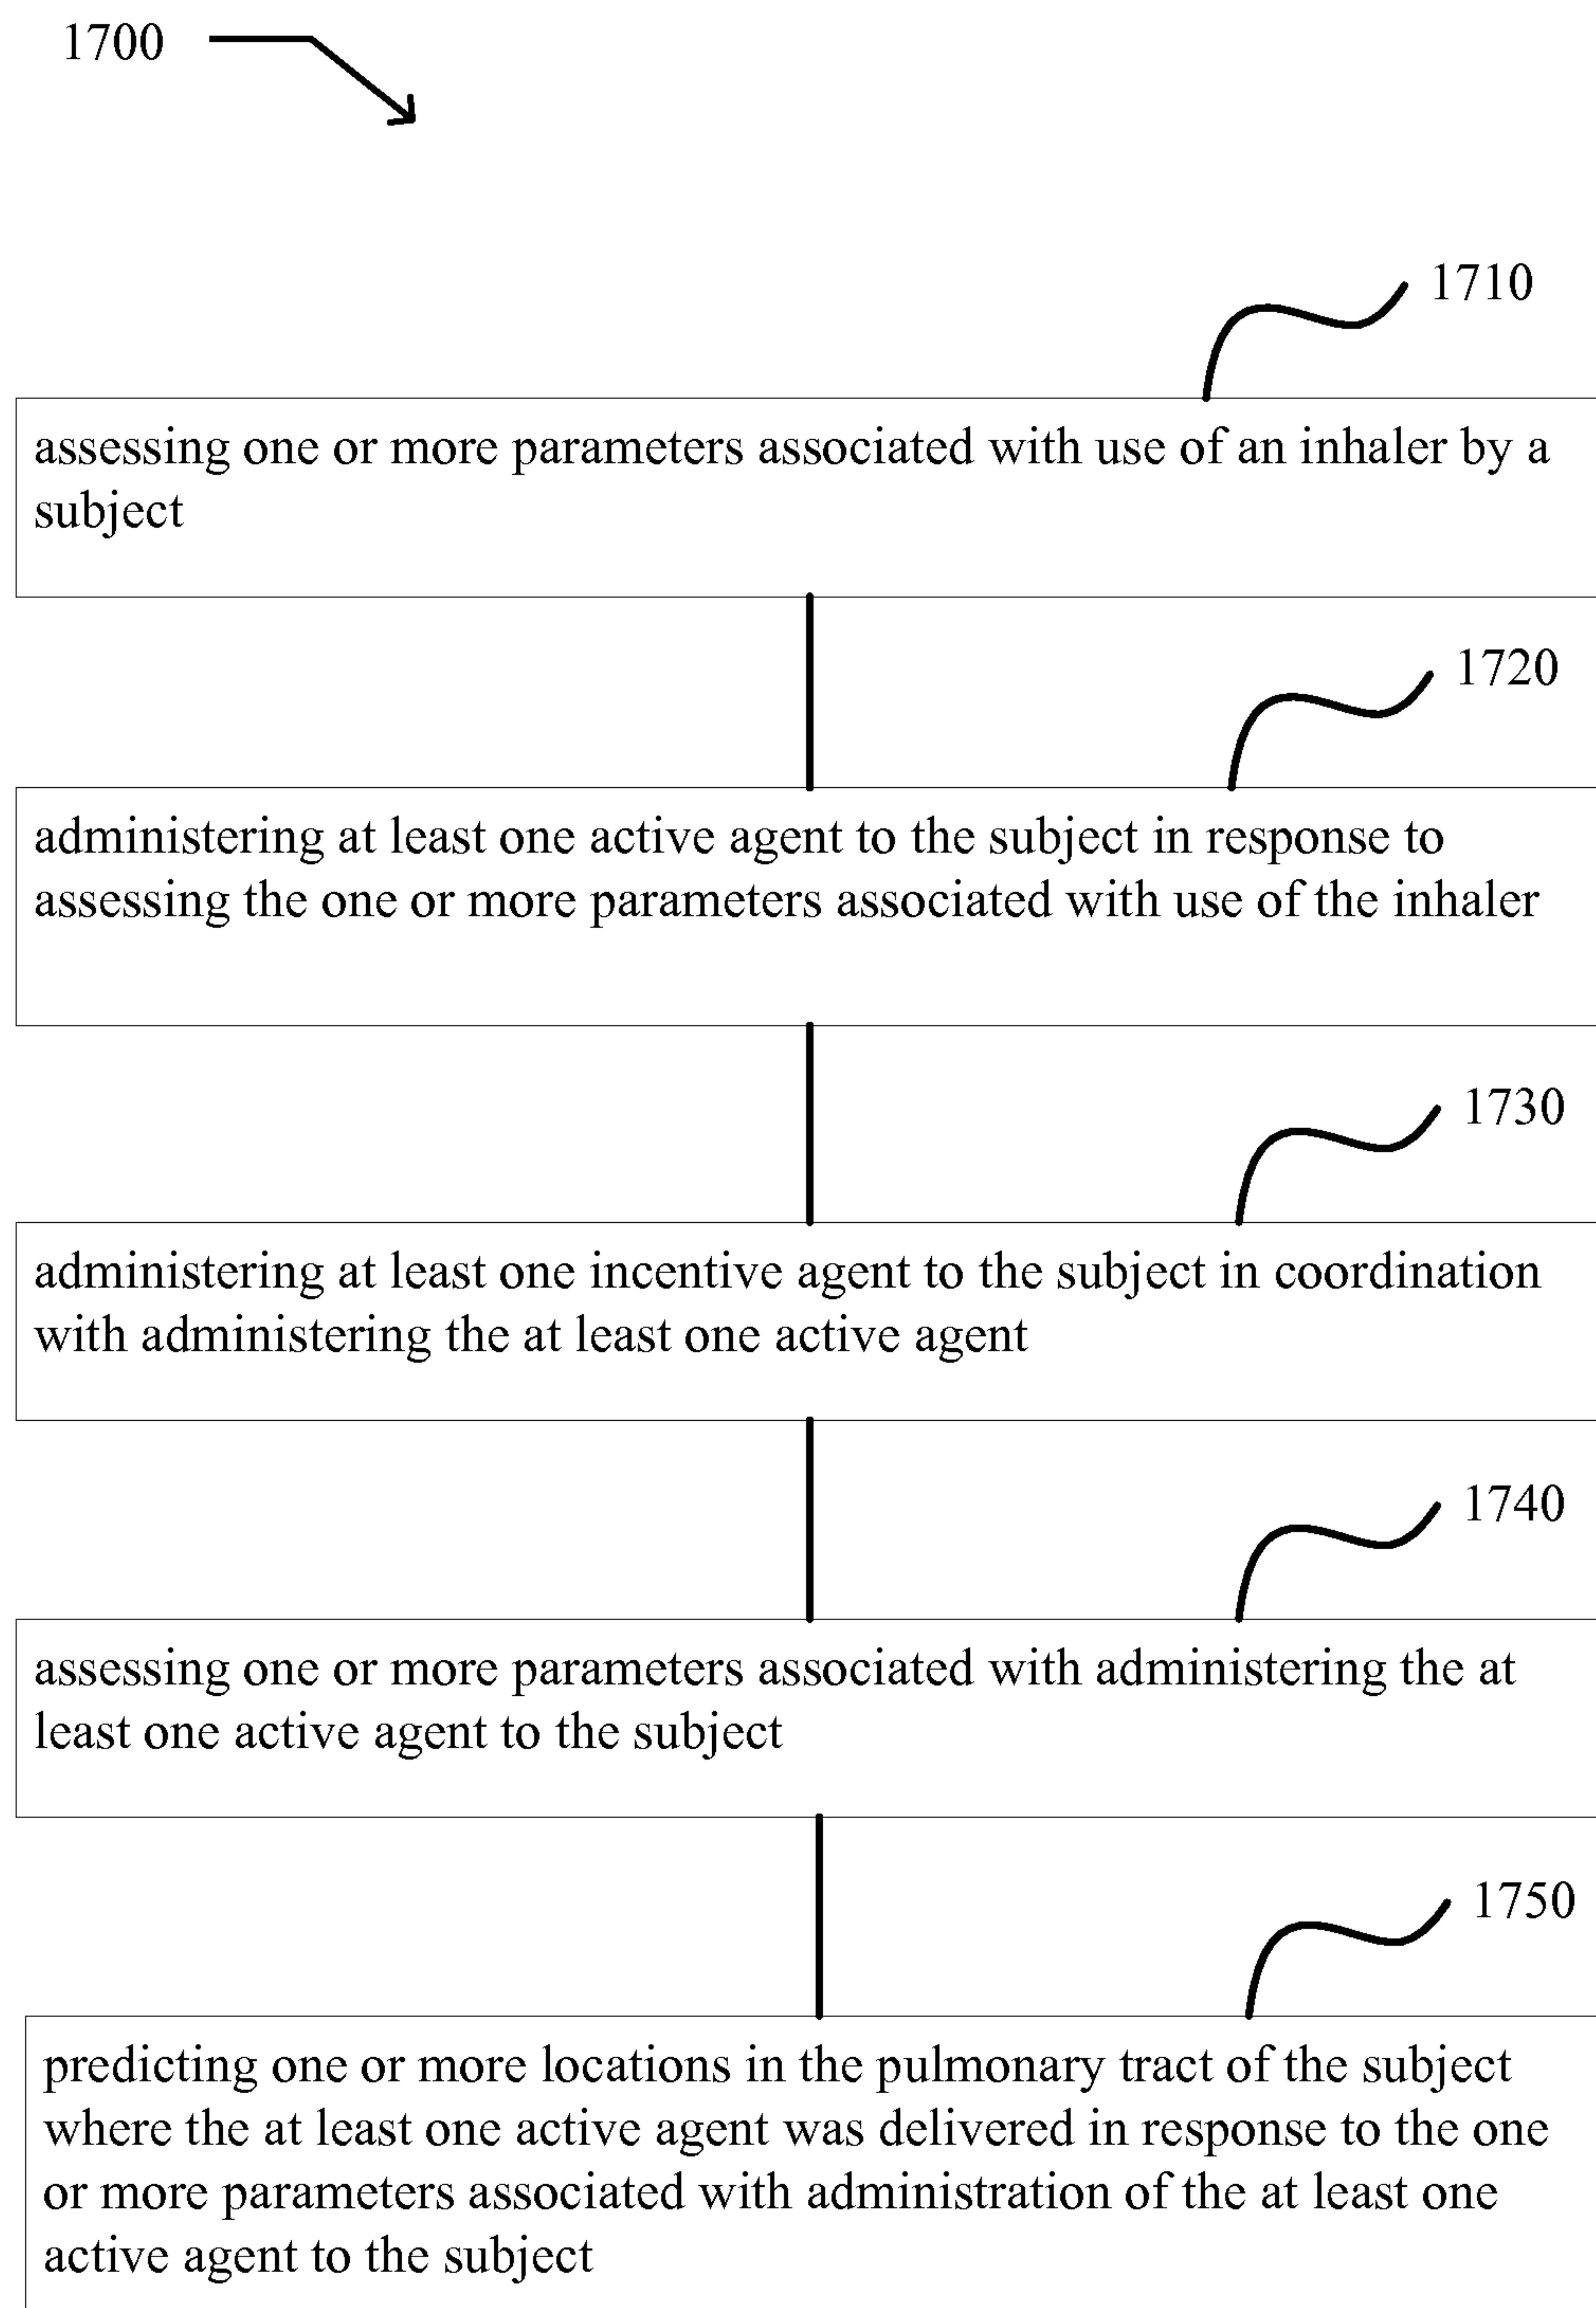 1700
1710
assessing one or more parameters associated with use of an inhaler by a
subject
1720
administering at least one active agent to the subject in response to
assessing the one or more parameters associated with use of the inhaler
1730
administering at least one incentive agent to the subject in coordination
with administering the at least one active agent
1740
assessing one or more parameters associated with administering the at
least one active agent to the subject
1750
predicting one or more locations in the pulmonary tract of the subject
where the at least one active agent was delivered in response to the one
or more parameters associated with administration of the at least one
active agent to the subject